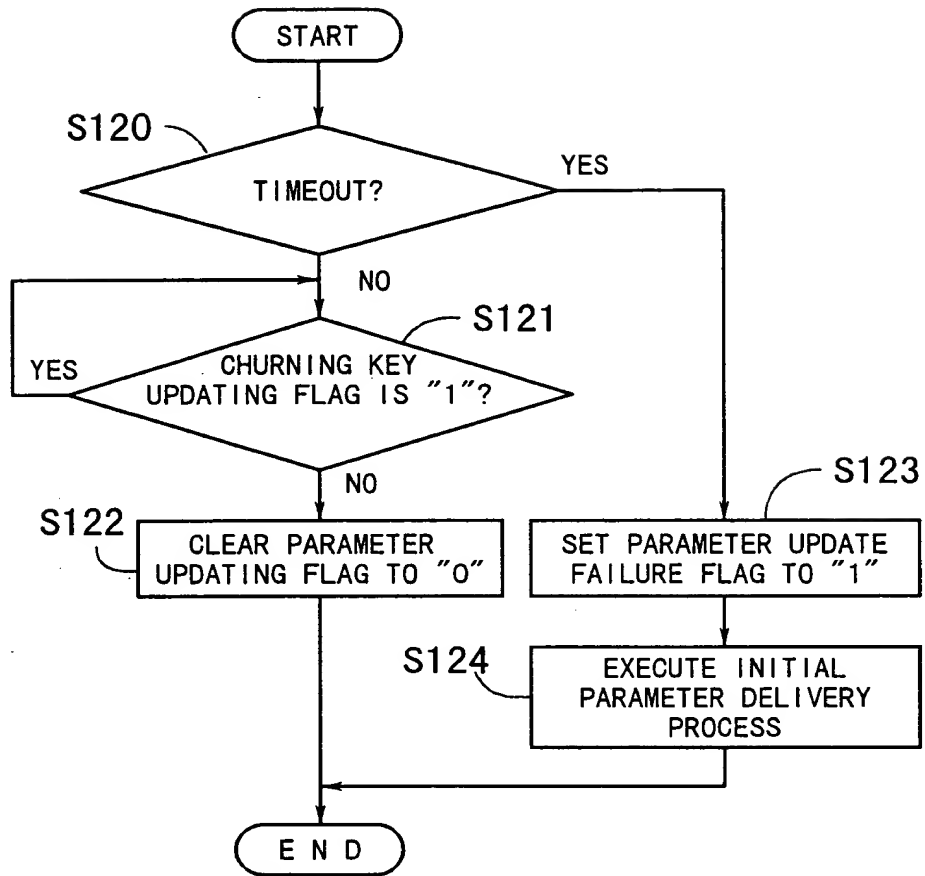 START
S120
TIMEOUT?
YES
NO
S121
YES
CHURNING KEY
UPDATING FLAG IS "1"?
NO
S122
CLEAR PARAMETER
UPDATING FLAG TO "0"
S123
SET PARAMETER UPDATE
FAILURE FLAG TO "1"
S124
EXECUTE INITIAL
PARAMETER DELIVERY
PROCESS
END